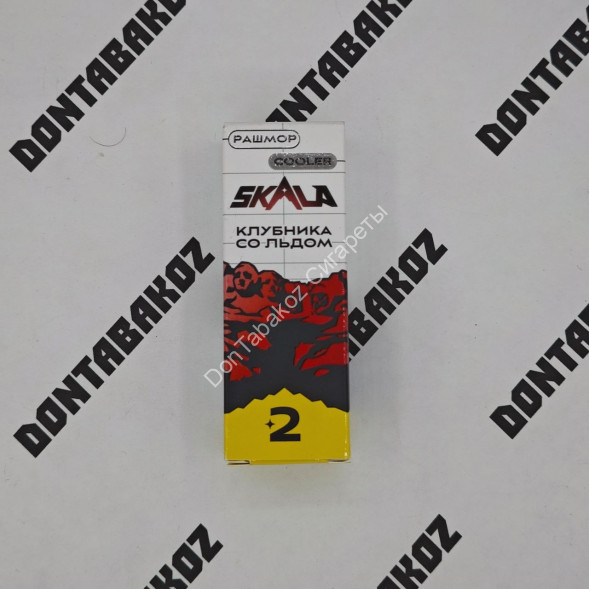 DONTABAKOZ
DONTABAKOZ
DONTABAKOZ
РАШМОР
COOLER
SKALA
КЛУБНИКА
СО ЛЬДОМ
DonTabakoz Сигареты
2
DONTABAKOZ
DONTABAKOZ
DONTABAKOZ
DONTABAKOZ
DONTABAKOZ